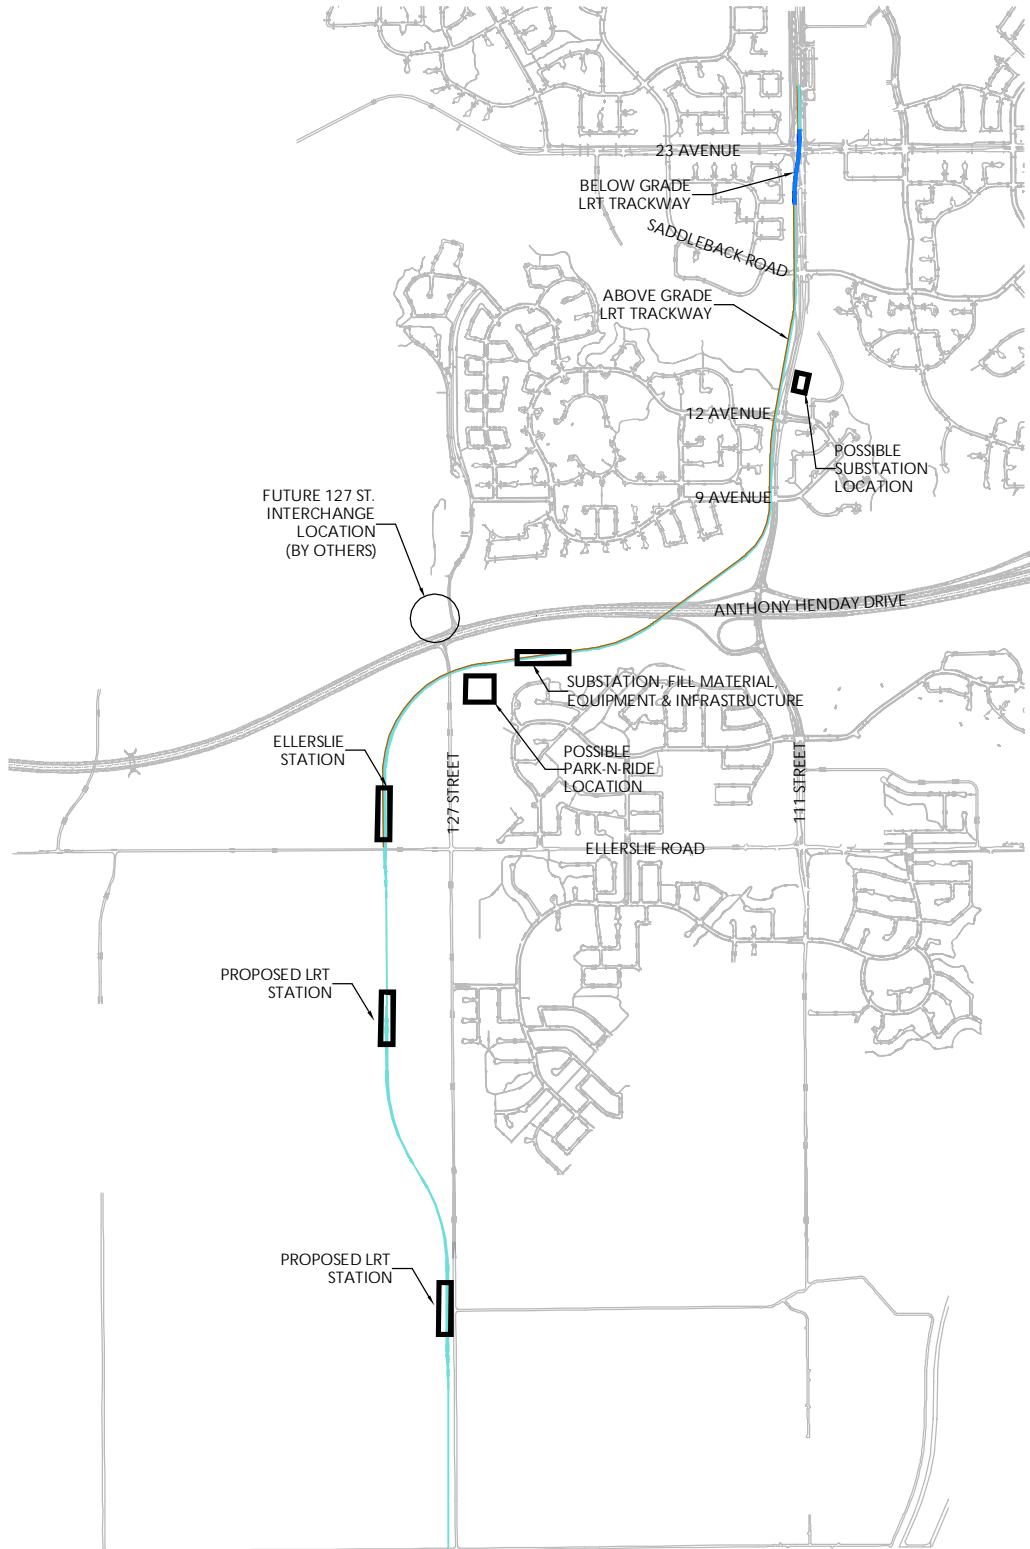 23 AVENUE
BELOW GRADE
LRT TRACKWAY
SADDLEBACK ROAD
ABOVE GRADE
LRT TRACKWAY
12 AVENUE
POSSIBLE
SUBSTATION
LOCATION
9 AVENUE
FUTURE 127 ST.
INTERCHANGE
LOCATION
(BY OTHERS)
ANTHONY HENDAY DRIVE
SUBSTATION, FILL MATERIAL,
EQUIPMENT & INFRASTRUCTURE
ELLERSLIE
STATION
POSSIBLE
PARK-N-RIDE
LOCATION
127 STREET
111 STREET
ELLERSLIE ROAD
PROPOSED LRT
STATION
PROPOSED LRT
STATION